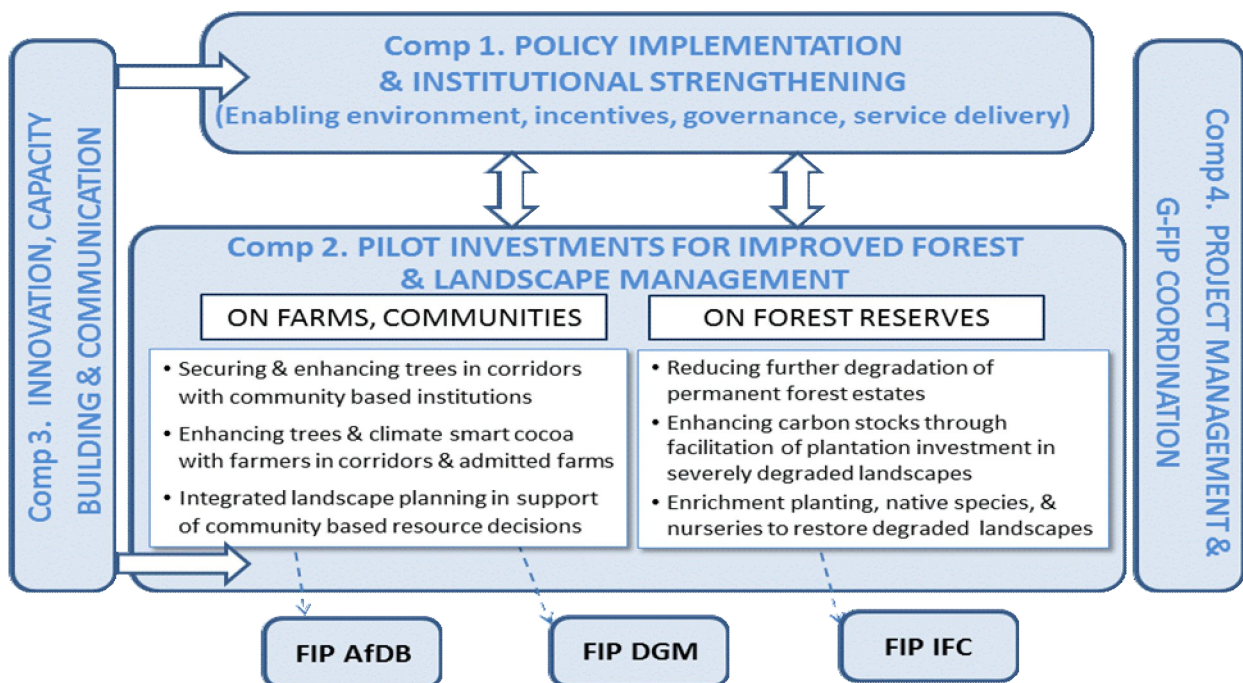 Comp 1. POLICY IMPLEMENTATION
& INSTITUTIONAL STRENGTHENING
(Enabling environment, incentives, governance, service delivery)
Comp 3. INNOVATION, CAPACITY
BUILDING & COMMUNICATION
Comp 2. PILOT INVESTMENTS FOR IMPROVED FOREST
& LANDSCAPE MANAGEMENT
ON FARMS, COMMUNITIES
• Securing & enhancing trees in corridors
with community based institutions
• Enhancing trees & climate smart cocoa
with farmers in corridors & admitted farms
• Integrated landscape planning in support
of community based resource decisions
ON FOREST RESERVES
• Reducing further degradation of
permanent forest estates
• Enhancing carbon stocks through
facilitation of plantation investment in
severely degraded landscapes
• Enrichment planting, native species, &
nurseries to restore degraded landscapes
Comp 4. PROJECT MANAGEMENT &
G-FIP COORDINATION
FIP AfDB
FIP DGM
FIP IFC